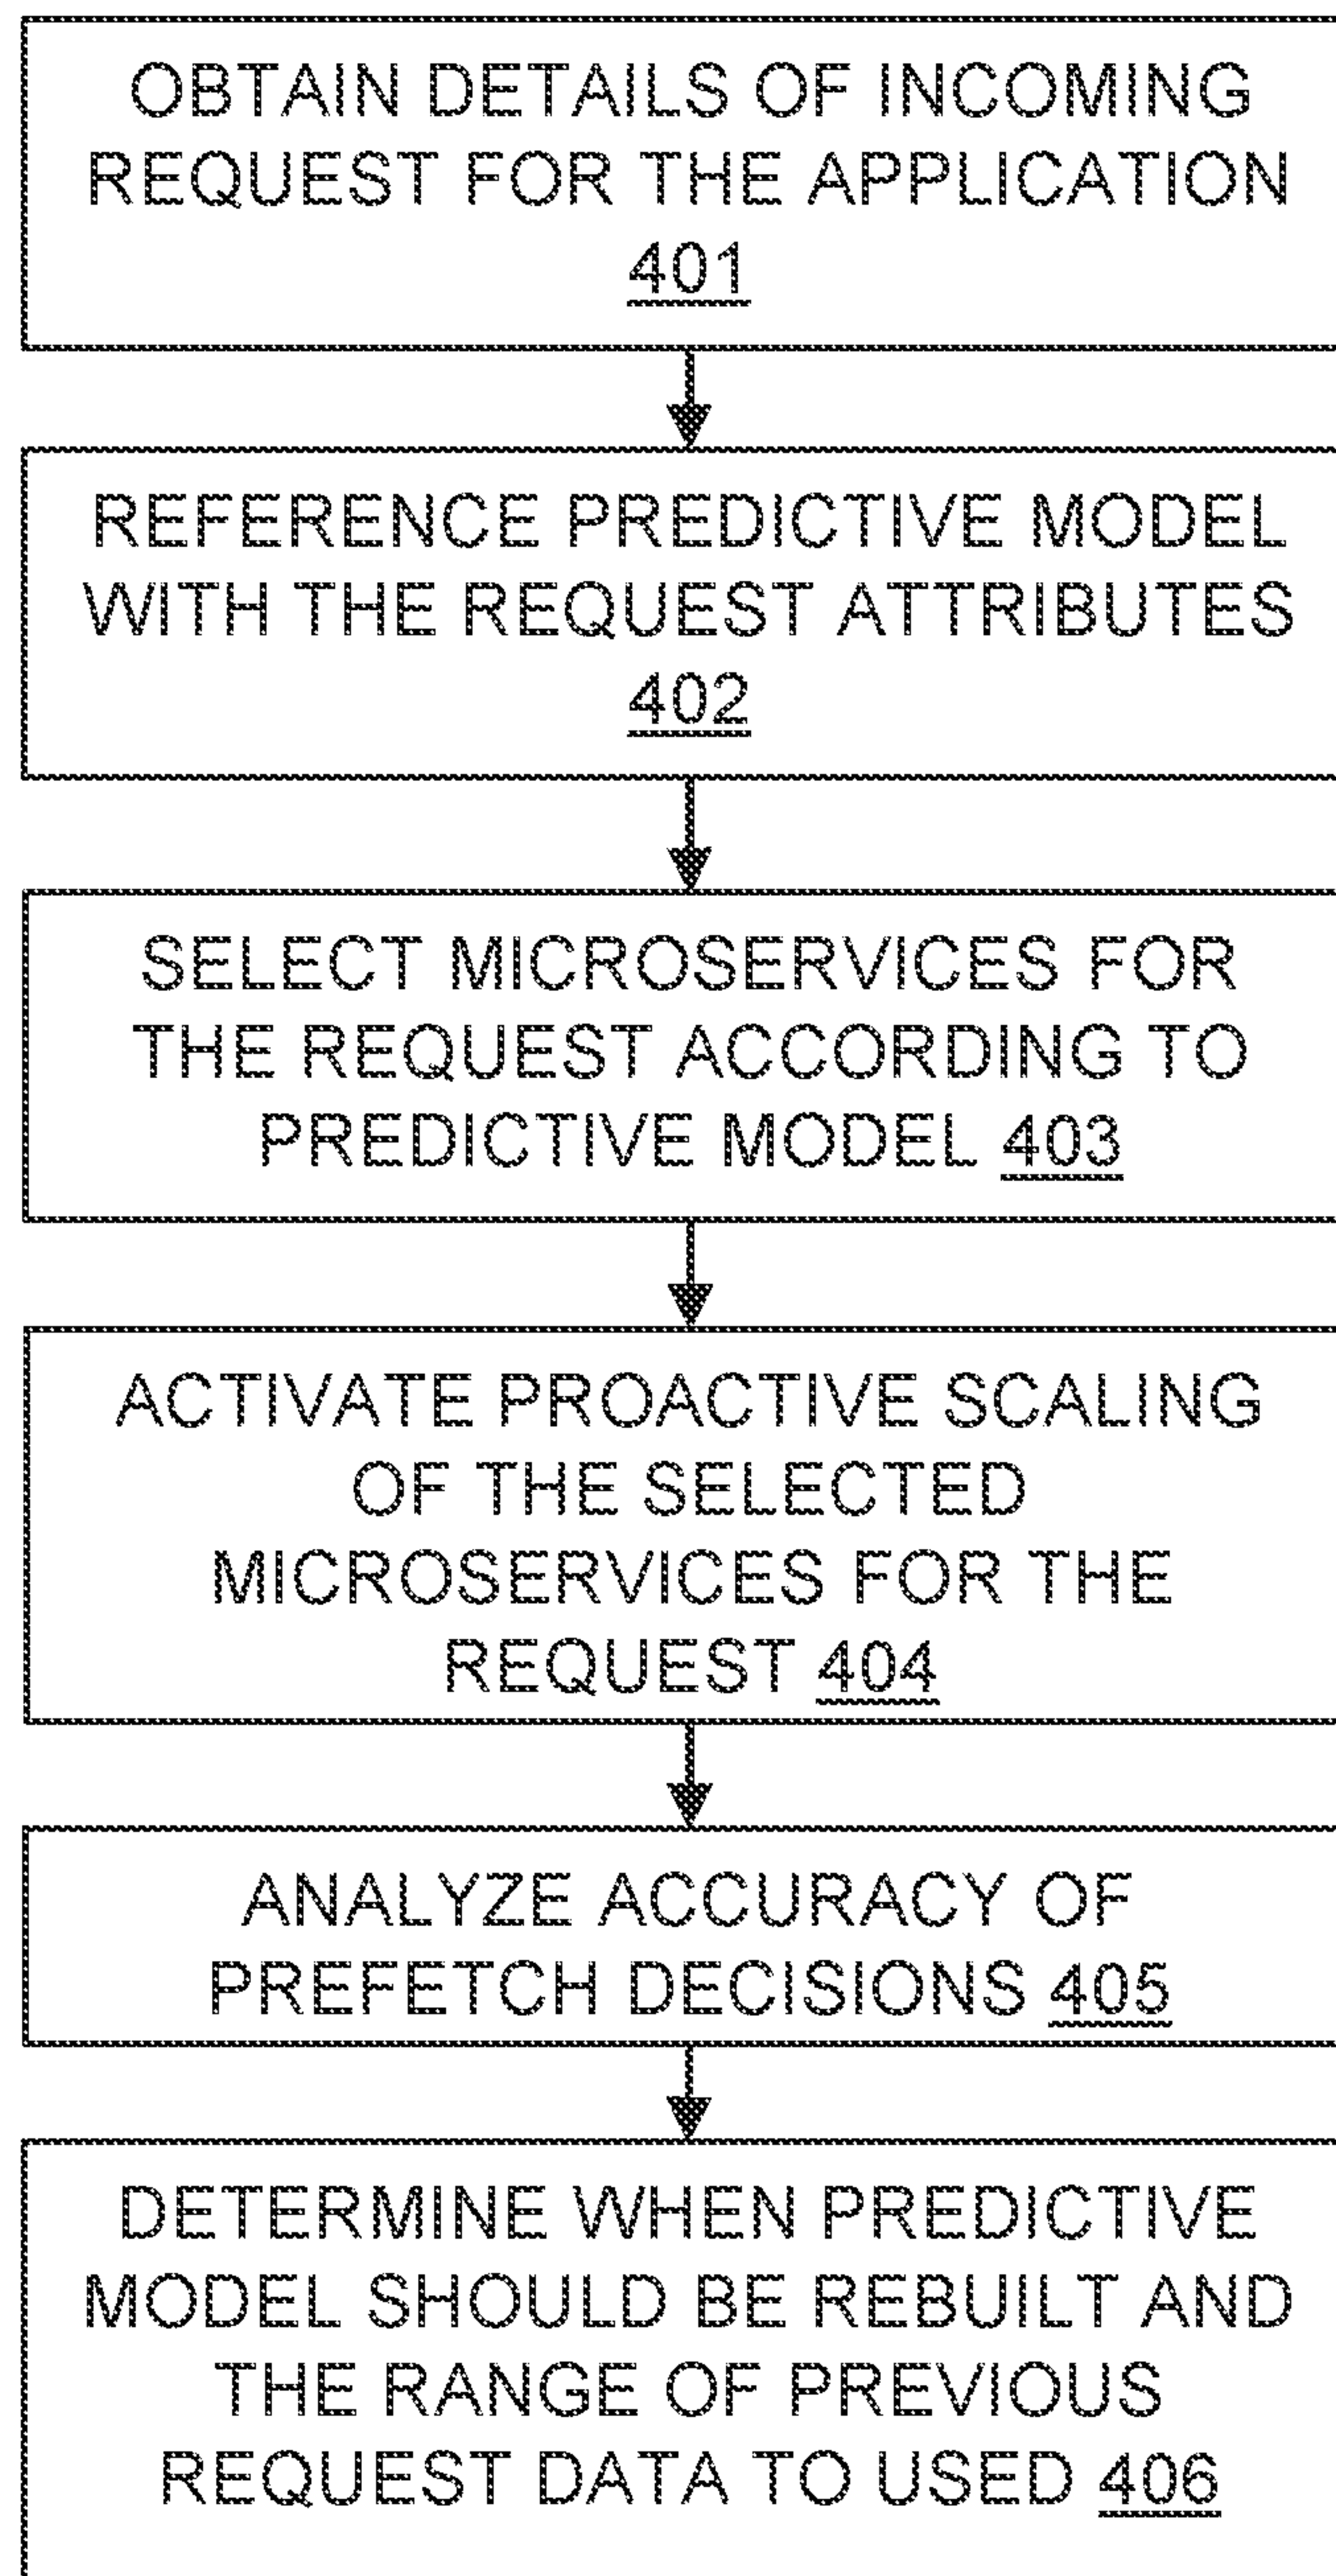 OBTAIN DETAILS OF INCOMING
REQUEST FOR THE APPLICATION
401
REFERENCE PREDICTIVE MODEL
WITH THE REQUEST ATTRIBUTES
402
SELECT MICROSERVICES FOR
THE REQUEST ACCORDING TO
PREDICTIVE MODEL 403
ACTIVATE PROACTIVE SCALING
OF THE SELECTED
MICROSERVICES FOR THE
REQUEST 404
ANALYZE ACCURACY OF
PREFETCH DECISIONS 405
DETERMINE WHEN PREDICTIVE
MODEL SHOULD BE REBUILT AND
THE RANGE OF PREVIOUS
REQUEST DATA TO USED 406